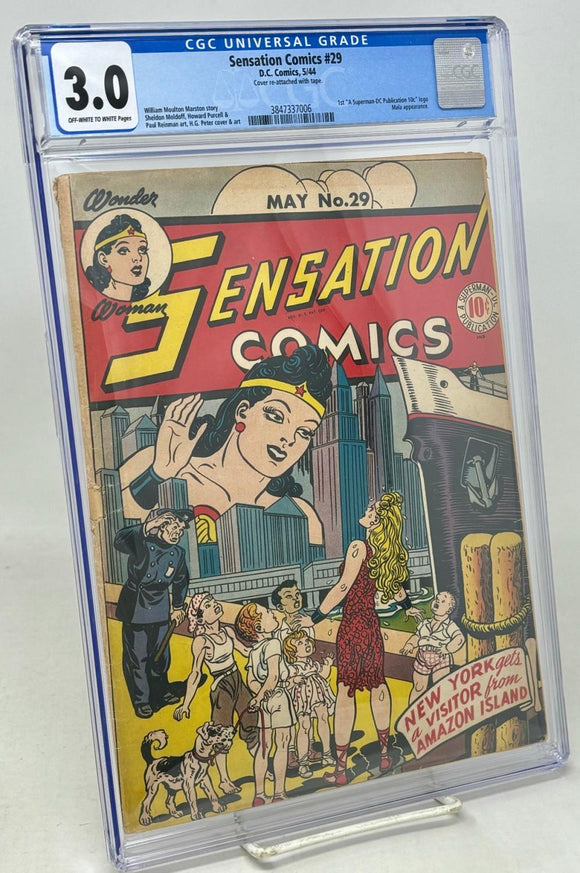 CGC UNIVERSAL GRADE
3.0
OFF-WHITE TO WHITE Pages
Sensation Comics #29
D.C. Comics, 5/44
Cover re-attached with tape.
William Moulton Marston story
Sheldon Moldoff, Howard Purcell &
Paul Reinman art, H.G. Peter cover & art
3847337006
1st "A Superman-DC Publication 10c" logo
Mala appearance.
CGC
Wonder
Woman
MAY No.29
SENSATION
COMICS
A SUPERMAN-DC
PUBLICATION
10¢
NEW YORK gets
a VISITOR from
AMAZON ISLAND